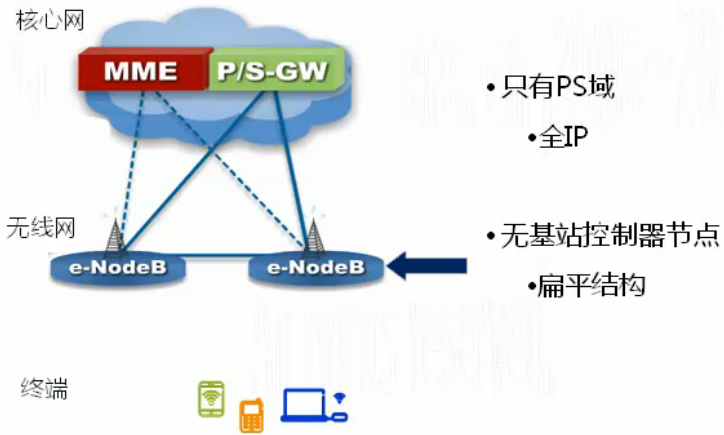 核心网
MME P/S-GW
• 只有PS域
• 全IP
无线网
e-NodeB e-NodeB
• 无基站控制器节点
• 扁平结构
终端